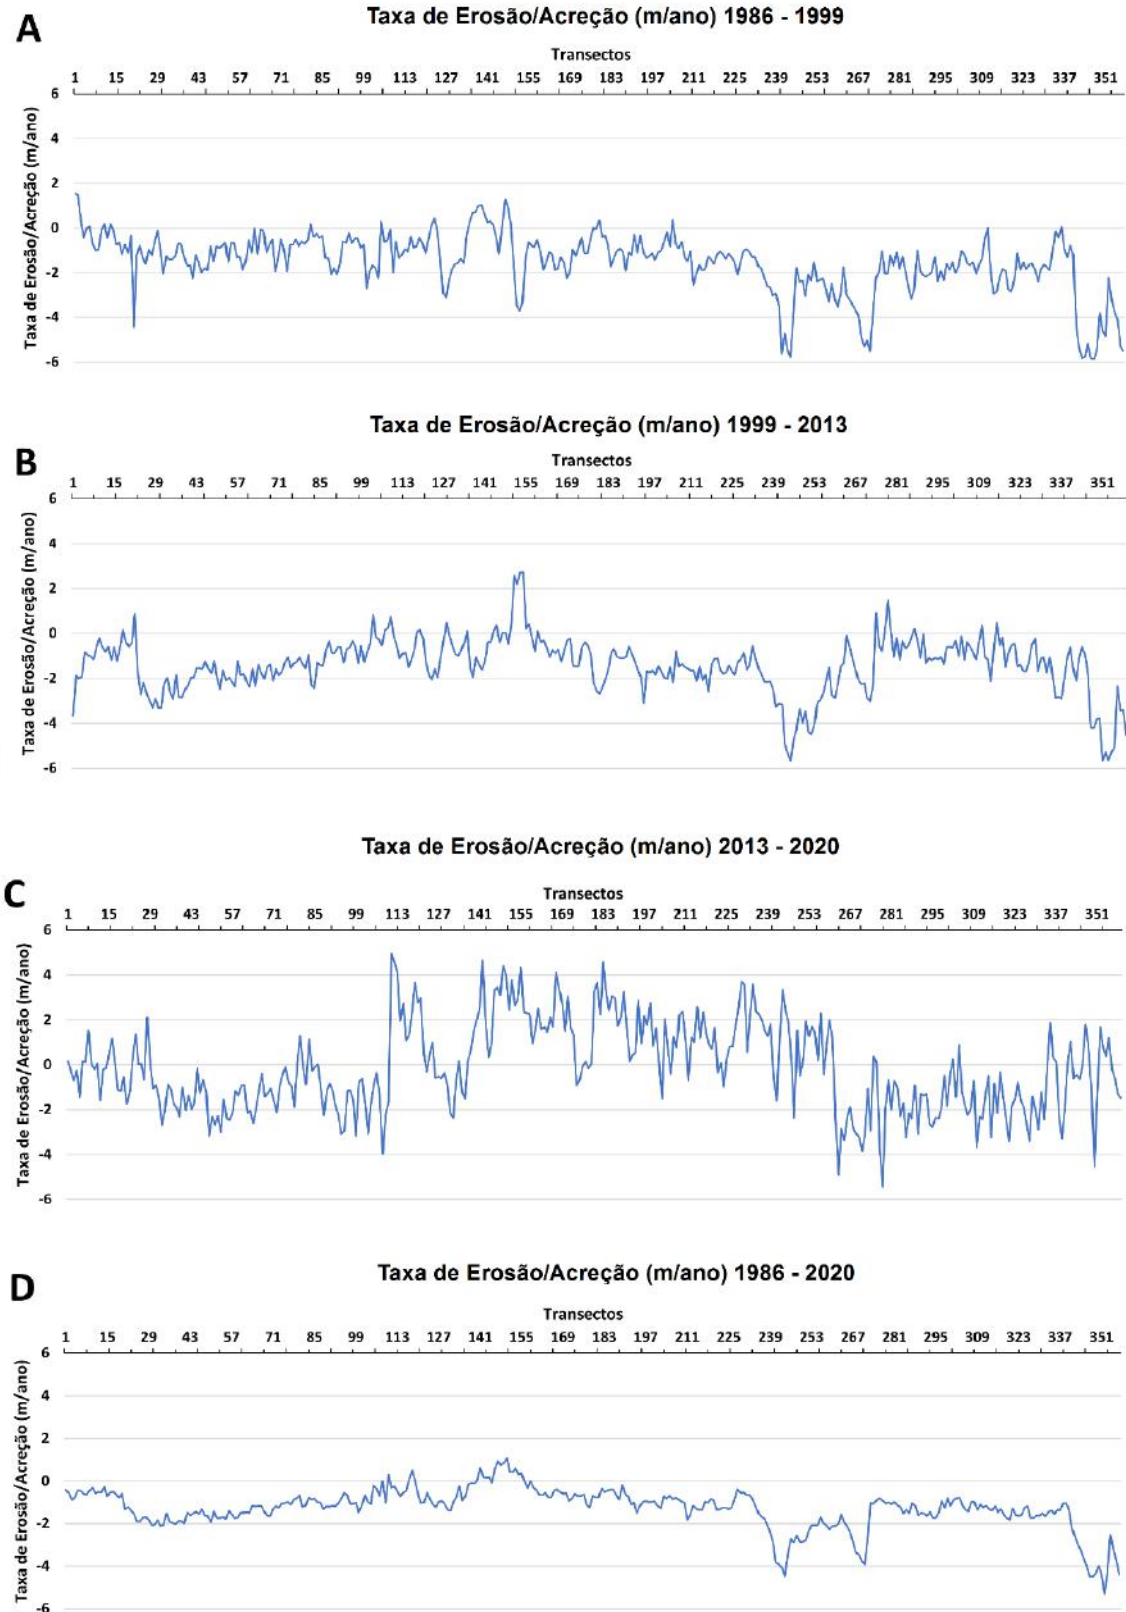 A
Taxa de Erosão/Acreção (m/ano) 1986 - 1999
Transectos
1 15 29 43 57 71 85 99 113 127 141 155 169 183 197 211 225 239 253 267 281 295 309 323 337 351
6
4
2
0
-2
-4
-6
Taxa de Erosão/Acreção (m/ano)
B
Taxa de Erosão/Acreção (m/ano) 1999 - 2013
Transectos
1 15 29 43 57 71 85 99 113 127 141 155 169 183 197 211 225 239 253 267 281 295 309 323 337 351
6
4
2
0
-2
-4
-6
Taxa de Erosão/Acreção (m/ano)
C
Taxa de Erosão/Acreção (m/ano) 2013 - 2020
Transectos
1 15 29 43 57 71 85 99 113 127 141 155 169 183 197 211 225 239 253 267 281 295 309 323 337 351
6
4
2
0
-2
-4
-6
Taxa de Erosão/Acreção (m/ano)
D
Taxa de Erosão/Acreção (m/ano) 1986 - 2020
Transectos
1 15 29 43 57 71 85 99 113 127 141 155 169 183 197 211 225 239 253 267 281 295 309 323 337 351
6
4
2
0
-2
-4
-6
Taxa de Erosão/Acreção (m/ano)